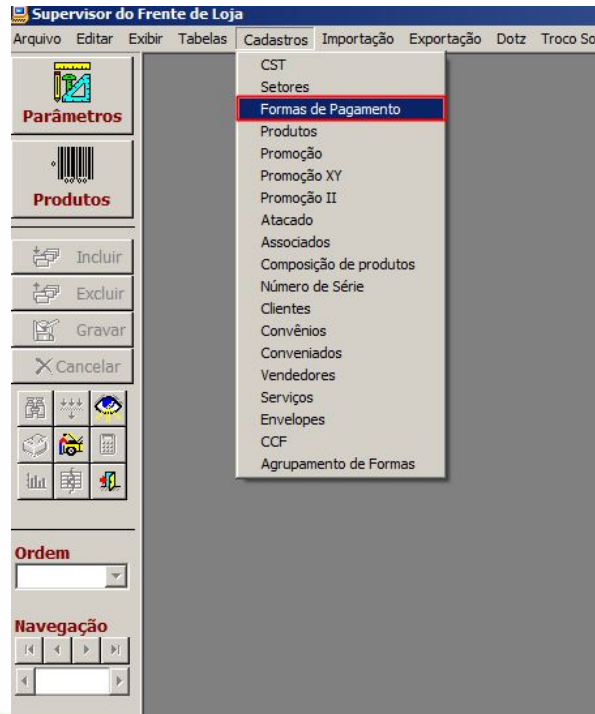 Supervisor do Frente de Loja
Arquivo Editar Exibir Tabelas Cadastros Importação Exportação Dotz Troco So
Parâmetros
Produtos
Incluir
Excluir
Gravar
Cancelar
Ordem
Navegação
CST
Setores
Formas de Pagamento
Produtos
Promoção
Promoção XY
Promoção II
Atacado
Associados
Composição de produtos
Número de Série
Clientes
Convênios
Conveniados
Vendedores
Serviços
Envelopes
CCF
Agrupamento de Formas